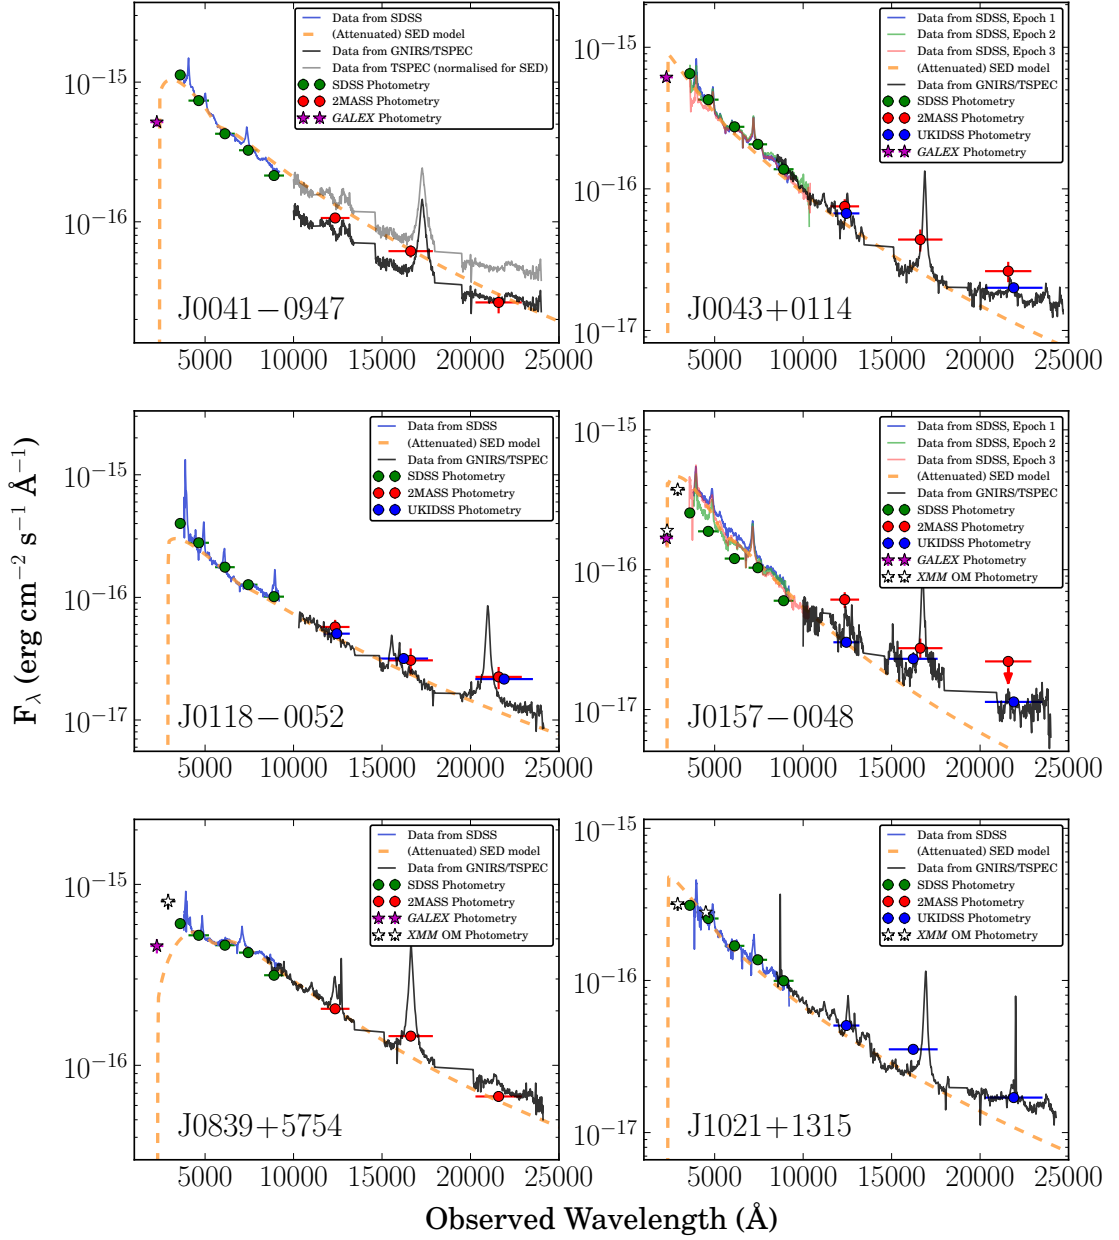 Data from SDSS
(Attenuated) SED model
Data from GNIRS/TSPEC
Data from TSPEC (normalised for SED)
SDSS Photometry
2MASS Photometry
GALEX Photometry
10⁻¹⁵
10⁻¹⁶
J0041−0947
5000 10000 15000 20000 25000
Data from SDSS, Epoch 1
Data from SDSS, Epoch 2
Data from SDSS, Epoch 3
(Attenuated) SED model
Data from GNIRS/TSPEC
SDSS Photometry
2MASS Photometry
UKIDSS Photometry
GALEX Photometry
10⁻¹⁵
10⁻¹⁶
10⁻¹⁷
J0043+0114
5000 10000 15000 20000 25000
F_λ (erg cm⁻² s⁻¹ Å⁻¹)
Data from SDSS
(Attenuated) SED model
Data from GNIRS/TSPEC
SDSS Photometry
2MASS Photometry
UKIDSS Photometry
10⁻¹⁵
10⁻¹⁶
10⁻¹⁷
J0118−0052
5000 10000 15000 20000 25000
Data from SDSS, Epoch 1
Data from SDSS, Epoch 2
Data from SDSS, Epoch 3
(Attenuated) SED model
Data from GNIRS/TSPEC
SDSS Photometry
2MASS Photometry
UKIDSS Photometry
GALEX Photometry
XMM OM Photometry
10⁻¹⁵
10⁻¹⁶
10⁻¹⁷
J0157−0048
5000 10000 15000 20000 25000
Data from SDSS
(Attenuated) SED model
Data from GNIRS/TSPEC
SDSS Photometry
2MASS Photometry
GALEX Photometry
XMM OM Photometry
10⁻¹⁵
10⁻¹⁶
J0839+5754
5000 10000 15000 20000 25000
Data from SDSS
(Attenuated) SED model
Data from GNIRS/TSPEC
SDSS Photometry
2MASS Photometry
UKIDSS Photometry
XMM OM Photometry
10⁻¹⁵
10⁻¹⁶
10⁻¹⁷
J1021+1315
5000 10000 15000 20000 25000
Observed Wavelength (Å)